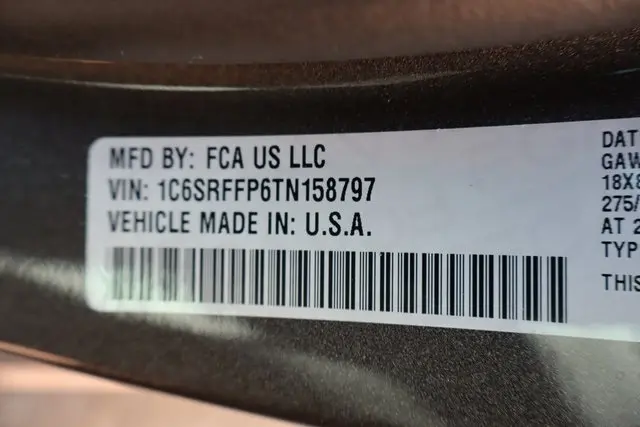 MFD BY: FCA US LLC
VIN: 1C6SRFFP6TN158797
VEHICLE MADE IN: U.S.A.
DAT
GAW
18X8
275/
AT 2
TYP
THIS